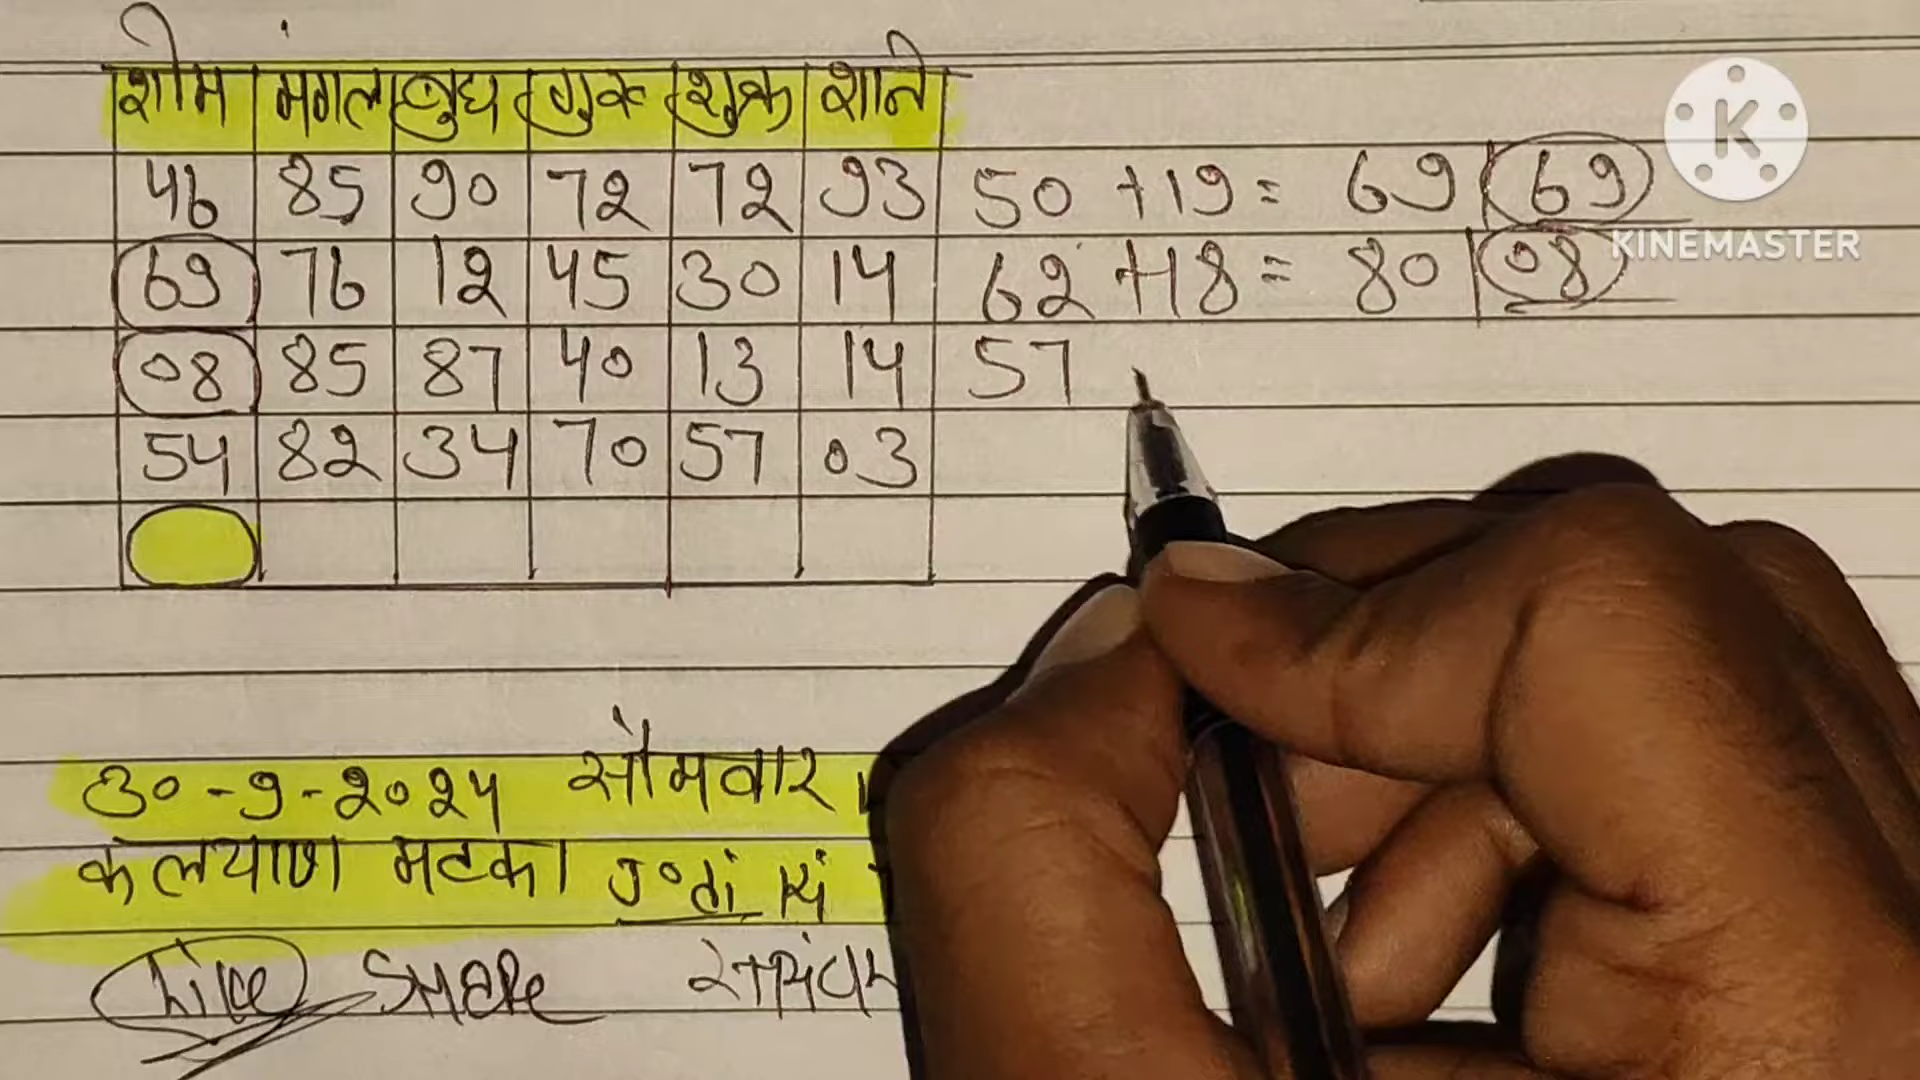 शोम मंगल बुध गुरु शुक्र शनि
46 85 90 72 72 93 50 +19= 69 69
69 76 12 45 30 14 62 +18= 80 08
08 85 87 40 13 14 57
54 82 34 70 57 03
30-9-2024 सोमवार
कलयाण मटका Jodi
Like SHARE
KINEMASTER